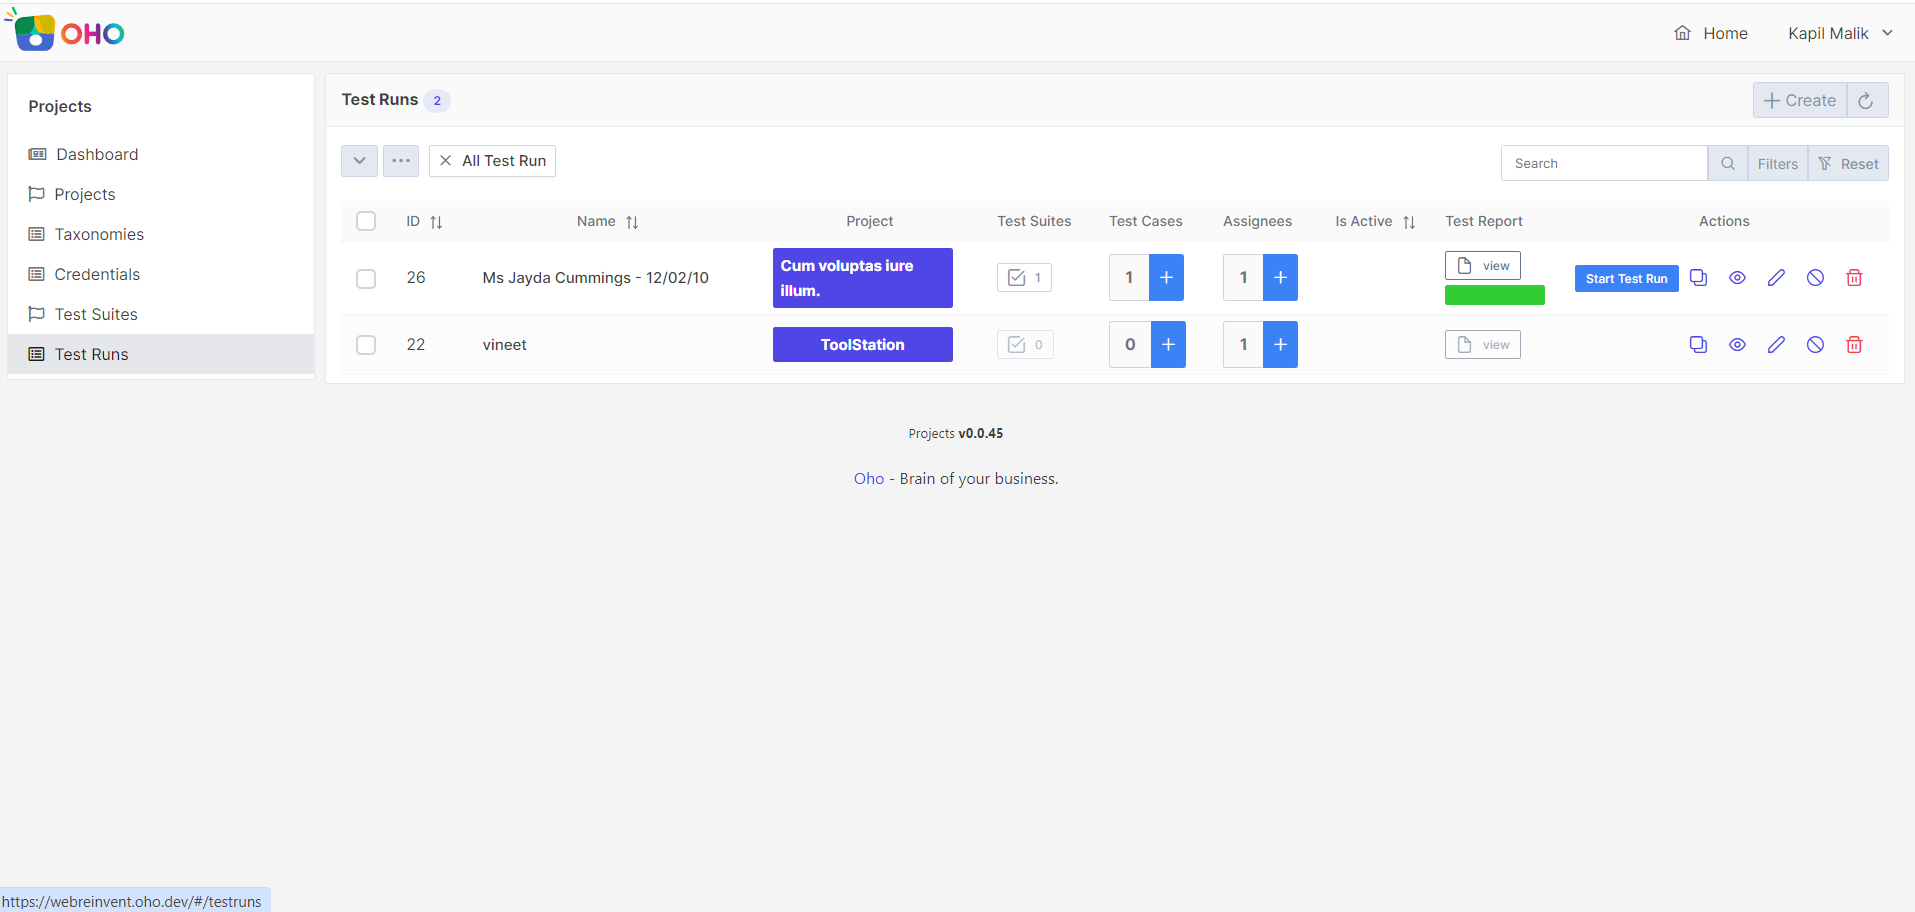 OHO
Home
Kapil Malik
Projects
Dashboard
Projects
Taxonomies
Credentials
Test Suites
Test Runs
Test Runs 2
Create
All Test Run
Search
Filters
Reset
ID Name Project Test Suites Test Cases Assignees Is Active Test Report Actions
26 Ms Jayda Cummings - 12/02/10 Cum voluptas iure illum. 1 1 + 1 + view Start Test Run
22 vineet ToolStation 0 0 + 1 + view
Projects v0.0.45
Oho - Brain of your business.
https://webreinvent.oho.dev/#/testruns